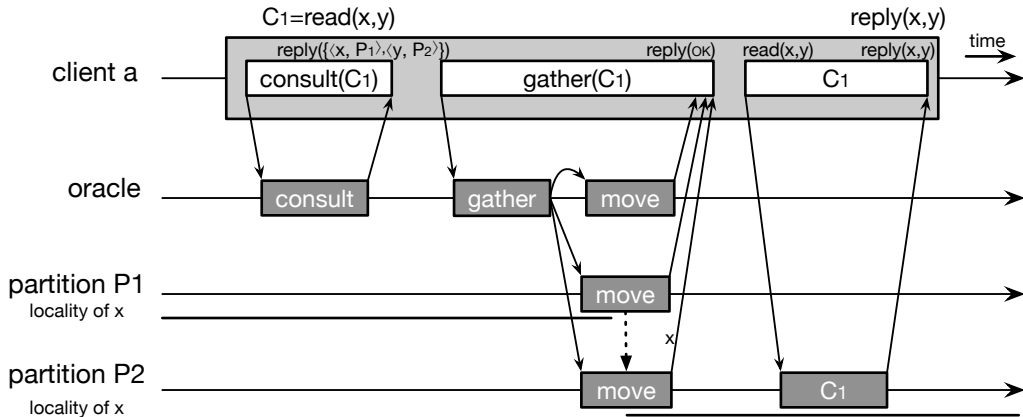 C1=read(x,y)
reply(x,y)
reply({⟨x, P1⟩,⟨y, P2⟩})
reply(OK)
read(x,y)
reply(x,y)
time
client a
consult(C1)
gather(C1)
C1
oracle
consult
gather
move
partition P1
locality of x
move
x
partition P2
locality of x
move
C1